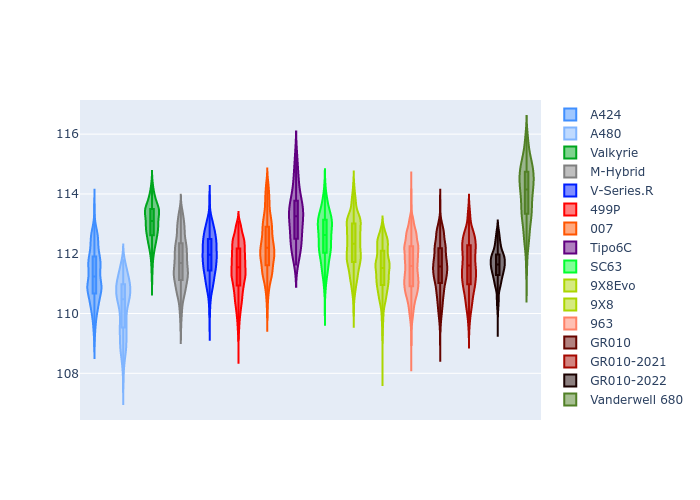 116
114
112
110
108
A424
A480
Valkyrie
M-Hybrid
V-Series.R
499P
007
Tipo6C
SC63
9X8Evo
9X8
963
GR010
GR010-2021
GR010-2022
Vanderwell 680